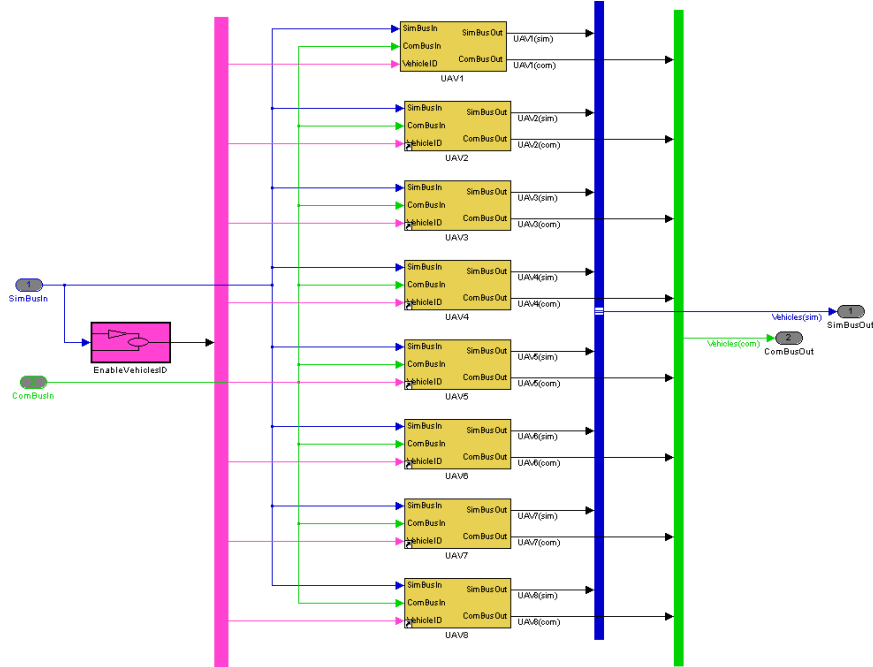 SimBusIn
ComBusIn
VehicleID
SimBusOut
ComBusOut
UAV1(sim)
UAV1(com)
UAV1
SimBusIn
ComBusIn
VehicleID
SimBusOut
ComBusOut
UAV2(sim)
UAV2(com)
UAV2
SimBusIn
ComBusIn
VehicleID
SimBusOut
ComBusOut
UAV3(sim)
UAV3(com)
UAV3
1
SimBusIn
SimBusIn
ComBusIn
VehicleID
SimBusOut
ComBusOut
UAV4(sim)
UAV4(com)
UAV4
Vehicles(sim)
1
SimBusOut
Vehicles(com)
2
ComBusOut
EnableVehiclesID
2
ComBusIn
SimBusIn
ComBusIn
VehicleID
SimBusOut
ComBusOut
UAV5(sim)
UAV5(com)
UAV5
SimBusIn
ComBusIn
VehicleID
SimBusOut
ComBusOut
UAV6(sim)
UAV6(com)
UAV6
SimBusIn
ComBusIn
VehicleID
SimBusOut
ComBusOut
UAV7(sim)
UAV7(com)
UAV7
SimBusIn
ComBusIn
VehicleID
SimBusOut
ComBusOut
UAV8(sim)
UAV8(com)
UAV8